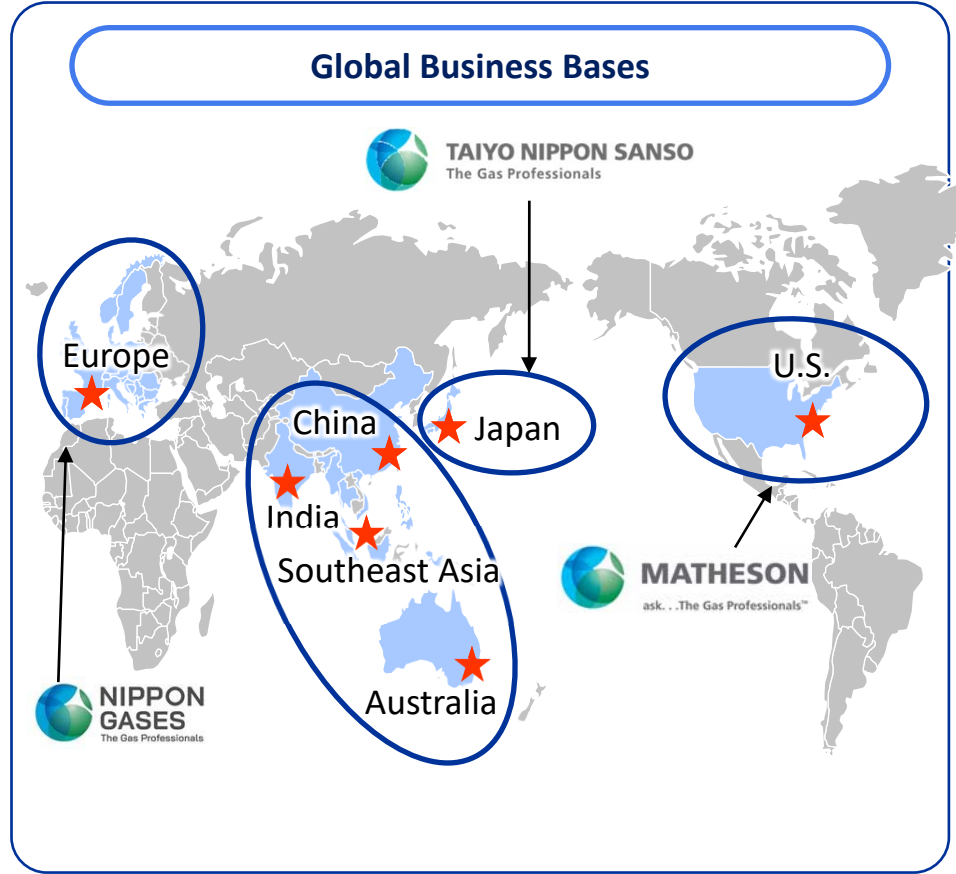 Global Business Bases
TAIYO NIPPON SANSO
The Gas Professionals
Europe
U.S.
China
Japan
India
Southeast Asia
MATHESON
ask. . .The Gas Professionals™
Australia
NIPPON
GASES
The Gas Professionals